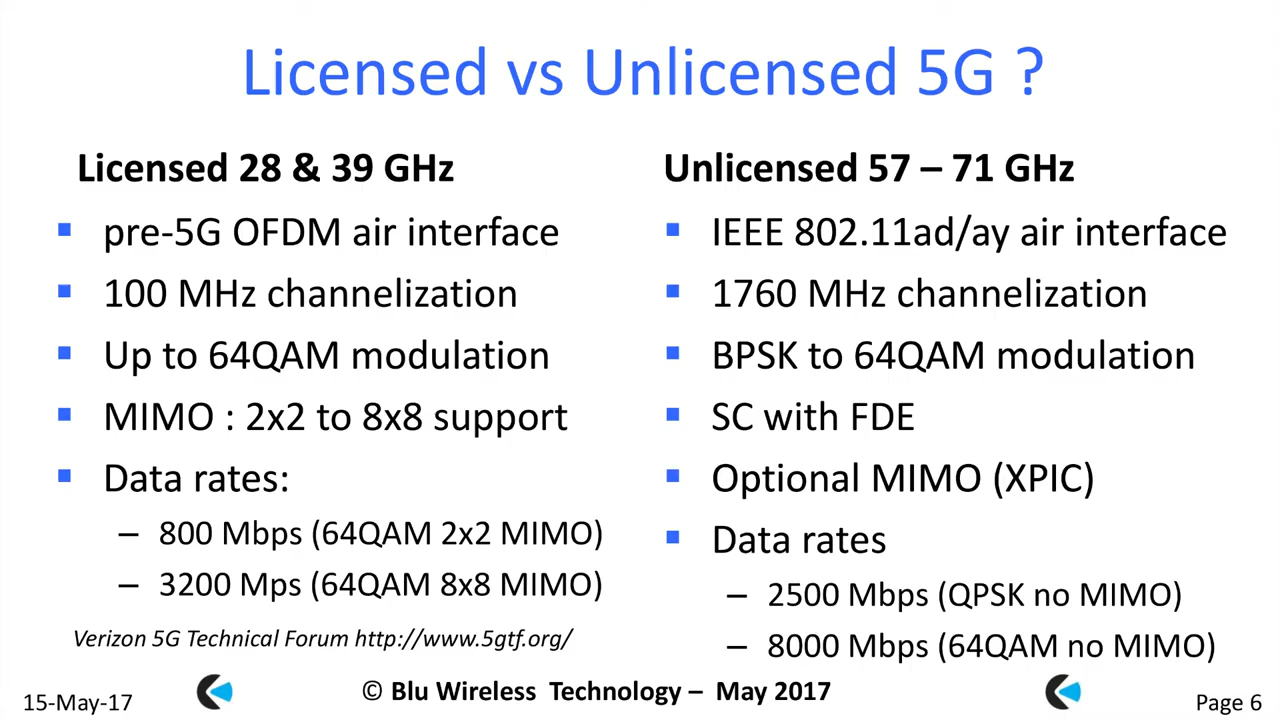 Licensed vs Unlicensed 5G ?
Licensed 28 & 39 GHz
pre-5G OFDM air interface
100 MHz channelization
Up to 64QAM modulation
MIMO : 2x2 to 8x8 support
Data rates:
– 800 Mbps (64QAM 2x2 MIMO)
– 3200 Mps (64QAM 8x8 MIMO)
Verizon 5G Technical Forum http://www.5gtf.org/
Unlicensed 57 – 71 GHz
IEEE 802.11ad/ay air interface
1760 MHz channelization
BPSK to 64QAM modulation
SC with FDE
Optional MIMO (XPIC)
Data rates
– 2500 Mbps (QPSK no MIMO)
– 8000 Mbps (64QAM no MIMO)
15-May-17
© Blu Wireless Technology – May 2017
Page 6